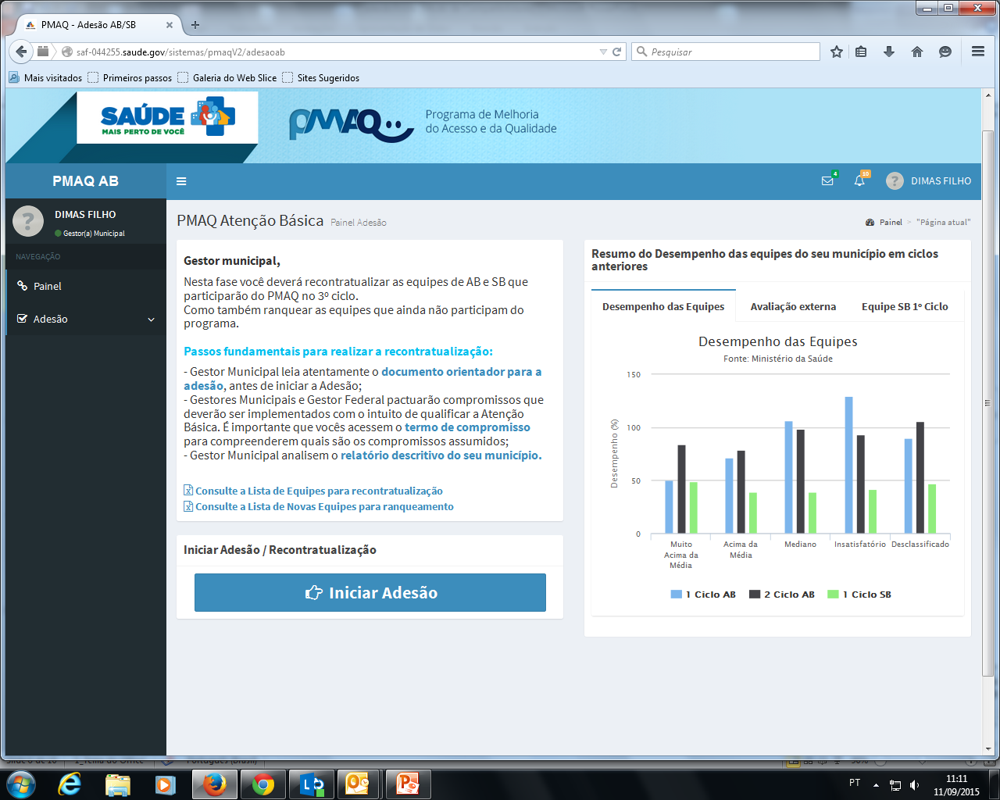 PMAQ - Adesão AB/SB
saf-044255.saude.gov/sistemas/pmaqV2/adesaoab
Pesquisar
Mais visitados
Primeiros passos
Galeria do Web Slice
Sites Sugeridos
SAÚDE
MAIS PERTO DE VOCÊ
PMAQ
Programa de Melhoria
do Acesso e da Qualidade
PMAQ AB
4
10
DIMAS FILHO
DIMAS FILHO
Gestor(a) Municipal
NAVEGAÇÃO
Painel
Adesão
PMAQ Atenção Básica Painel Adesão
Painel > "Página atual"
Gestor municipal,
Nesta fase você deverá recontratualizar as equipes de AB e SB que
participarão do PMAQ no 3º ciclo.
Como também ranquear as equipes que ainda não participam do
programa.
Passos fundamentais para realizar a recontratualização:
- Gestor Municipal leia atentamente o documento orientador para a
adesão, antes de iniciar a Adesão;
- Gestores Municipais e Gestor Federal pactuarão compromissos que
deverão ser implementados com o intuito de qualificar a Atenção
Básica. É importante que vocês acessem o termo de compromisso
para compreenderem quais são os compromissos assumidos;
- Gestor Municipal analisem o relatório descritivo do seu município.
Consulte a Lista de Equipes para recontratualização
Consulte a Lista de Novas Equipes para ranqueamento
Iniciar Adesão / Recontratualização
Iniciar Adesão
Resumo do Desempenho das equipes do seu município em ciclos
anteriores
Desempenho das Equipes
Avaliação externa
Equipe SB 1º Ciclo
Desempenho das Equipes
Fonte: Ministério da Saúde
Desempenho (%)
150
100
50
0
Muito
Acima da
Média
Acima da
Média
Mediano
Insatisfatório
Desclassificado
1 Ciclo AB
2 Ciclo AB
1 Ciclo SB
PT
11:11
11/09/2015